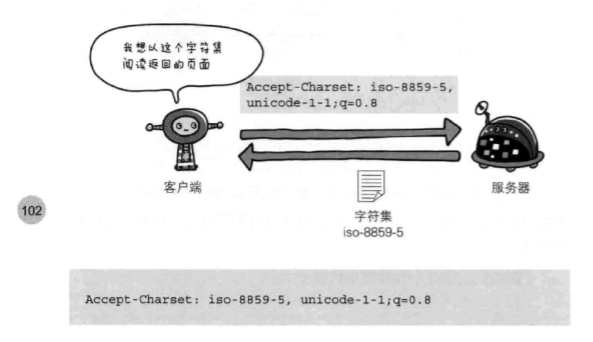 我想以这个字符集
阅读返回的页面
Accept-Charset: iso-8859-5,
unicode-1-1;q=0.8
客户端
服务器
字符集
iso-8859-5
102
Accept-Charset: iso-8859-5, unicode-1-1;q=0.8